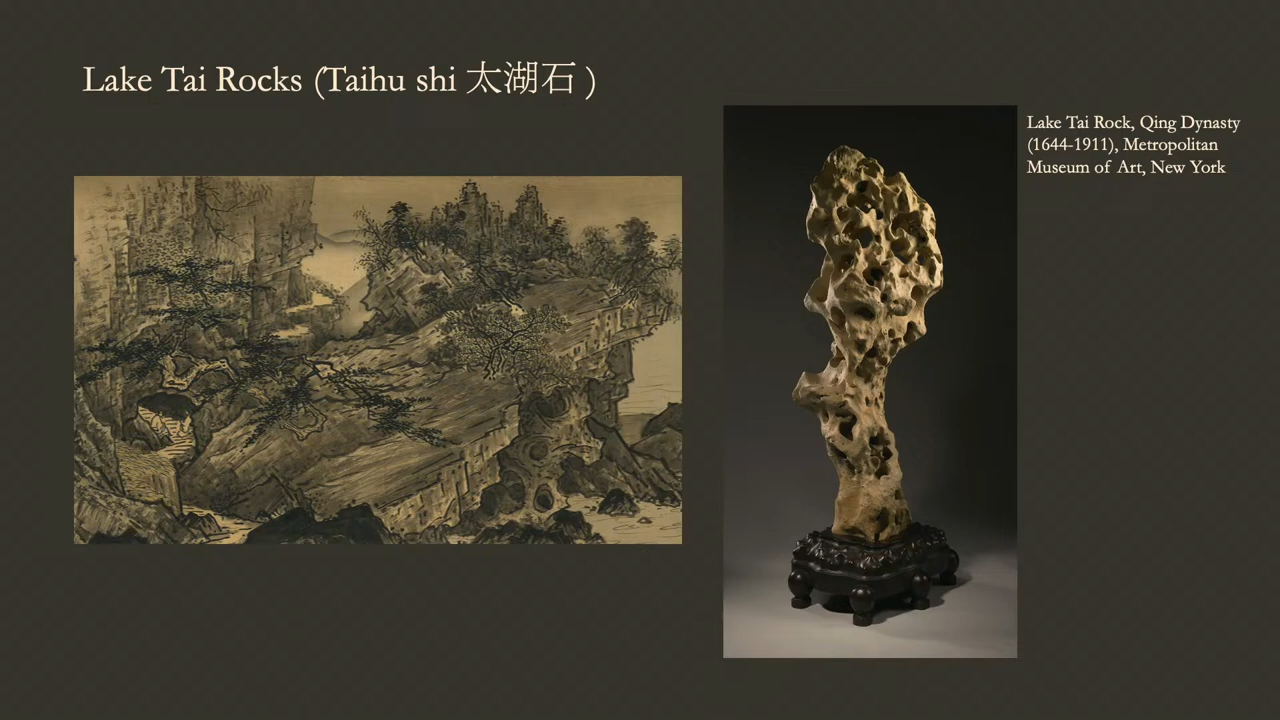 Lake Tai Rocks (Taihu shi 太湖石 )
Lake Tai Rock, Qing Dynasty
(1644-1911), Metropolitan
Museum of Art, New York